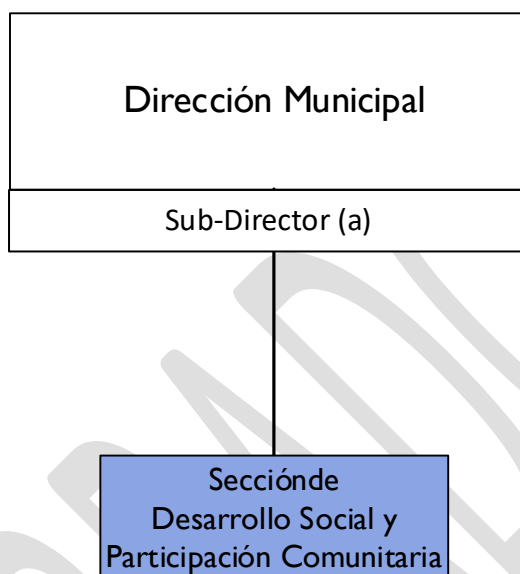 Dirección Municipal
Sub-Director (a)
Secciónde
Desarrollo Social y
Participación Comunitaria